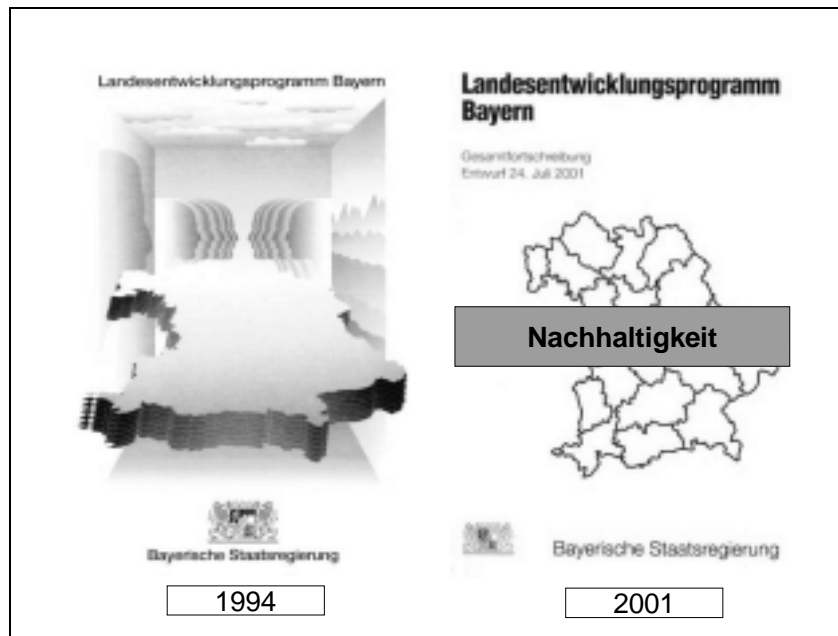 Landesentwicklungsprogramm Bayern
Bayerische Staatsregierung
1994
Landesentwicklungsprogramm
Bayern
Gesamtfortschreibung
Entwurf 24. Juli 2001
Nachhaltigkeit
Bayerische Staatsregierung
2001